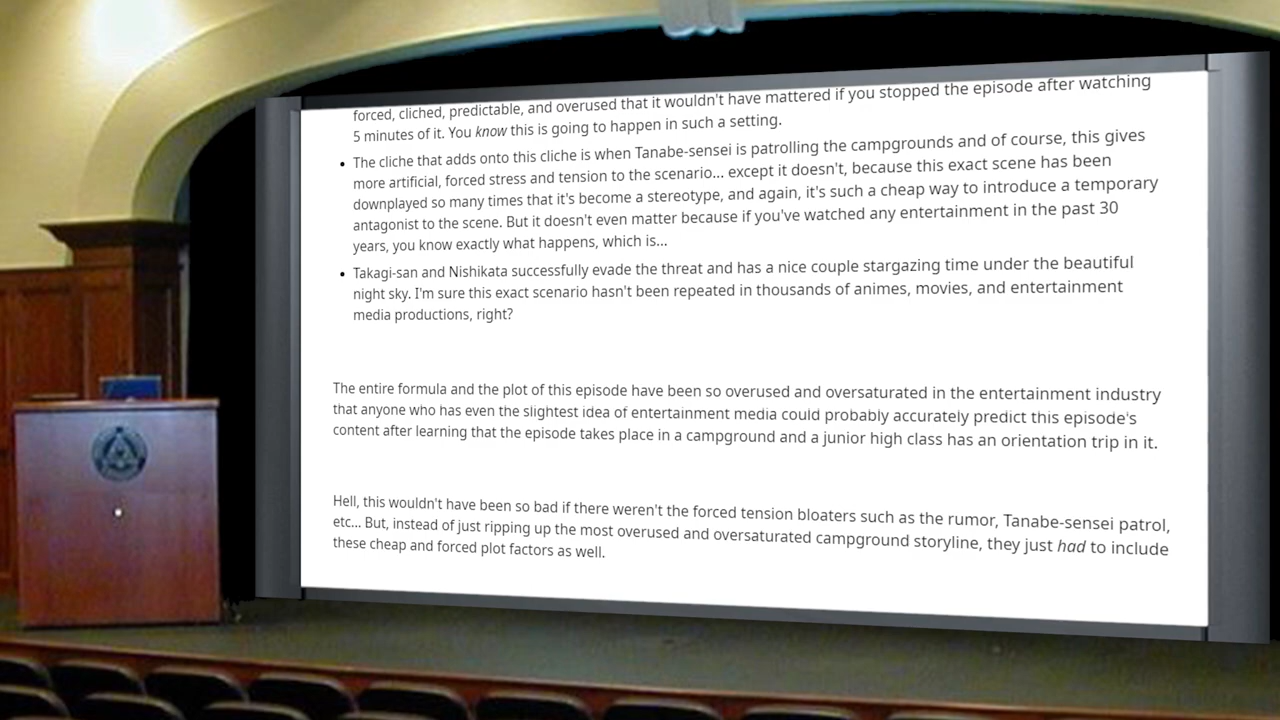 forced, cliched, predictable, and overused that it wouldn't have mattered if you stopped the episode after watching
5 minutes of it. You know this is going to happen in such a setting.
• The cliche that adds onto this cliche is when Tanabe-sensei is patrolling the campgrounds and of course, this gives
more artificial, forced stress and tension to the scenario... except it doesn't, because this exact scene has been
downplayed so many times that it's become a stereotype, and again, it's such a cheap way to introduce a temporary
antagonist to the scene. But it doesn't even matter because if you've watched any entertainment in the past 30
years, you know exactly what happens, which is...
• Takagi-san and Nishikata successfully evade the threat and has a nice couple stargazing time under the beautiful
night sky. I'm sure this exact scenario hasn't been repeated in thousands of animes, movies, and entertainment
media productions, right?
The entire formula and the plot of this episode have been so overused and oversaturated in the entertainment industry
that anyone who has even the slightest idea of entertainment media could probably accurately predict this episode's
content after learning that the episode takes place in a campground and a junior high class has an orientation trip in it.
Hell, this wouldn't have been so bad if there weren't the forced tension bloaters such as the rumor, Tanabe-sensei patrol,
etc... But, instead of just ripping up the most overused and oversaturated campground storyline, they just had to include
these cheap and forced plot factors as well.